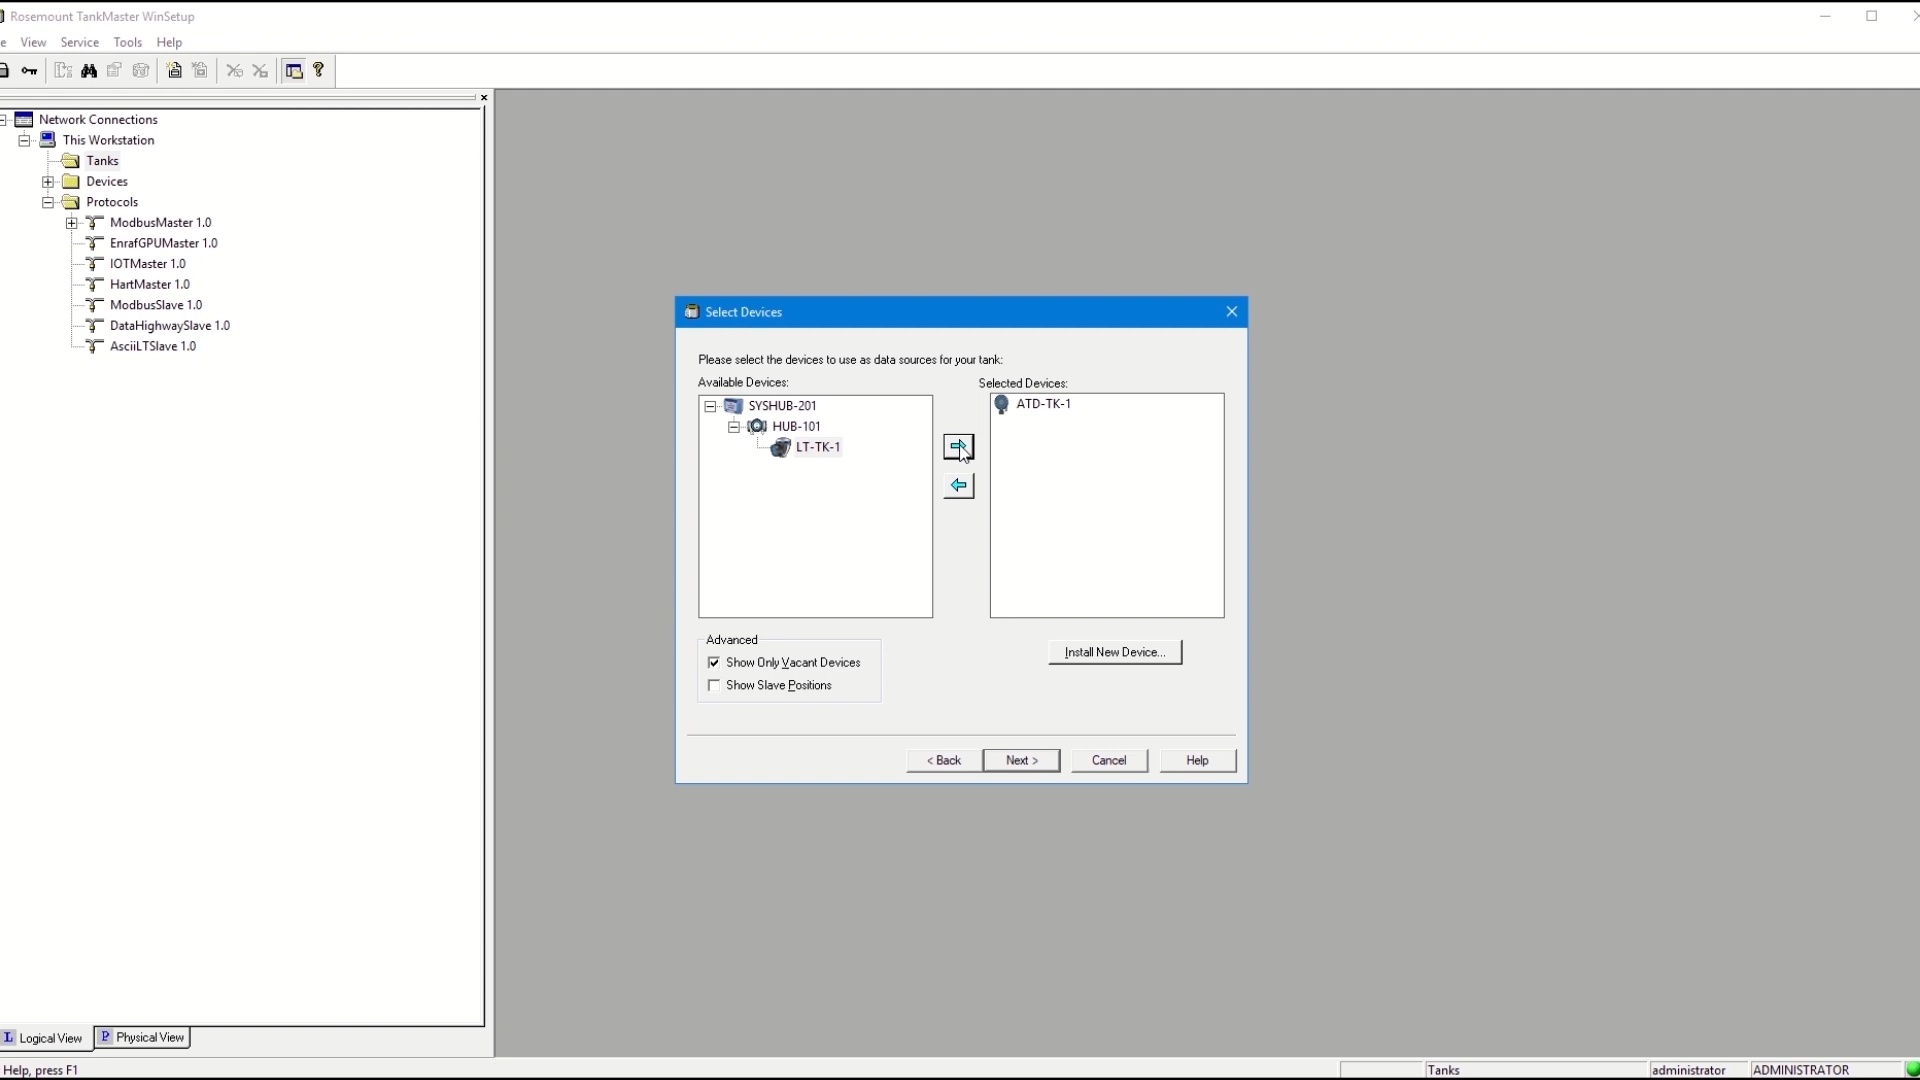 Rosemount TankMaster WinSetup
e View Service Tools Help
Network Connections
This Workstation
Tanks
Devices
Protocols
ModbusMaster 1.0
EnrafGPUMaster 1.0
IOTMaster 1.0
HartMaster 1.0
ModbusSlave 1.0
DataHighwaySlave 1.0
AsciiLTSlave 1.0
Select Devices
Please select the devices to use as data sources for your tank:
Available Devices:
Selected Devices:
SYSHUB-201
HUB-101
LT-TK-1
ATD-TK-1
Advanced
Show Only Vacant Devices
Show Slave Positions
Install New Device...
< Back
Next >
Cancel
Help
L Logical View
P Physical View
Help, press F1
Tanks
administrator
ADMINISTRATOR